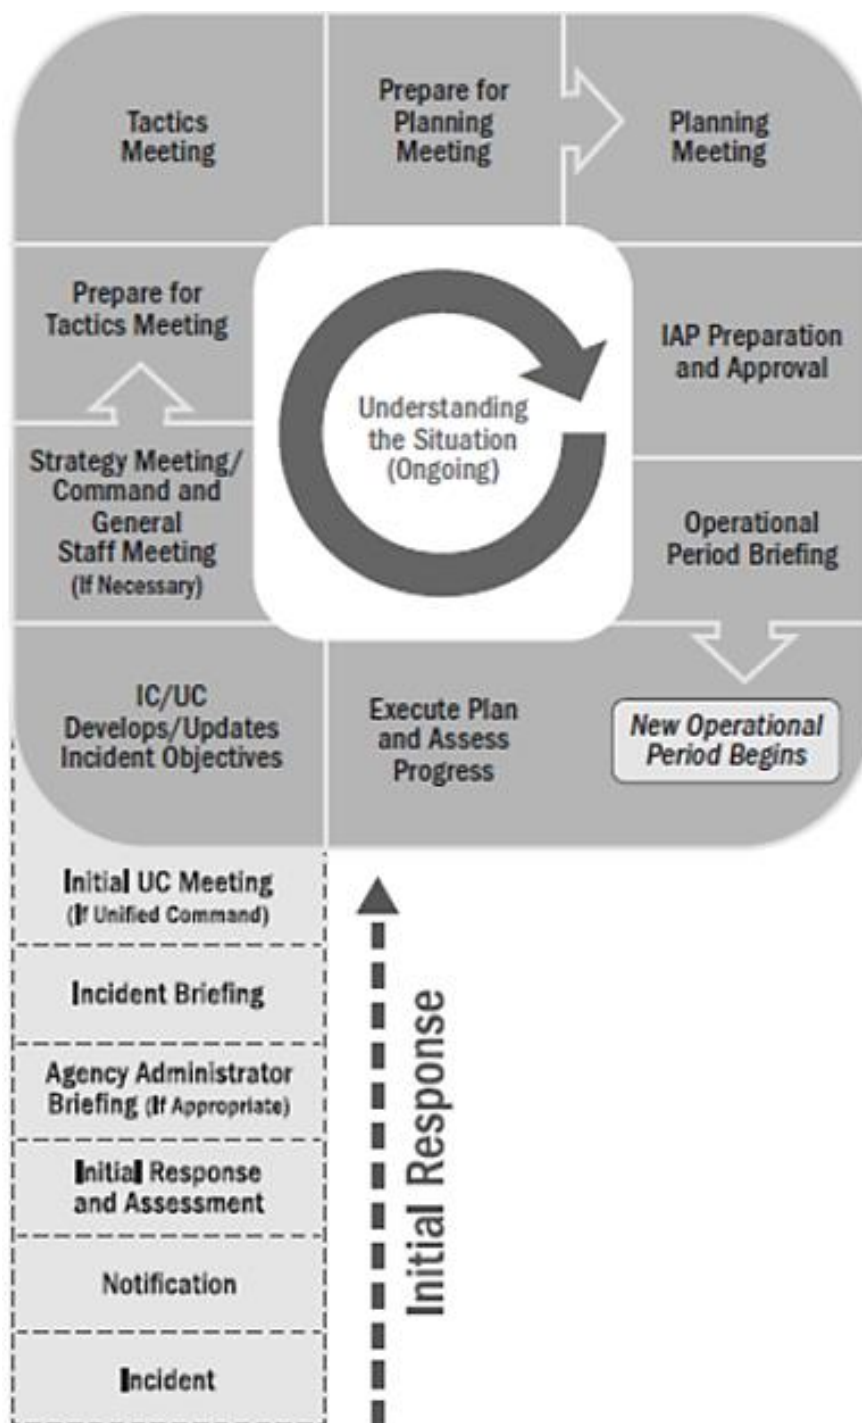 Tactics
Meeting
Prepare for
Planning
Meeting
Planning
Meeting
Prepare for
Tactics Meeting
Understanding
the Situation
(Ongoing)
IAP Preparation
and Approval
Strategy Meeting/
Command and
General
Staff Meeting
(If Necessary)
Operational
Period Briefing
IC/UC
Develops/Updates
Incident Objectives
Execute Plan
and Assess
Progress
New Operational
Period Begins
Initial UC Meeting
(If Unified Command)
Incident Briefing
Agency Administrator
Briefing (If Appropriate)
Initial Response
and Assessment
Notification
Incident
Initial Response